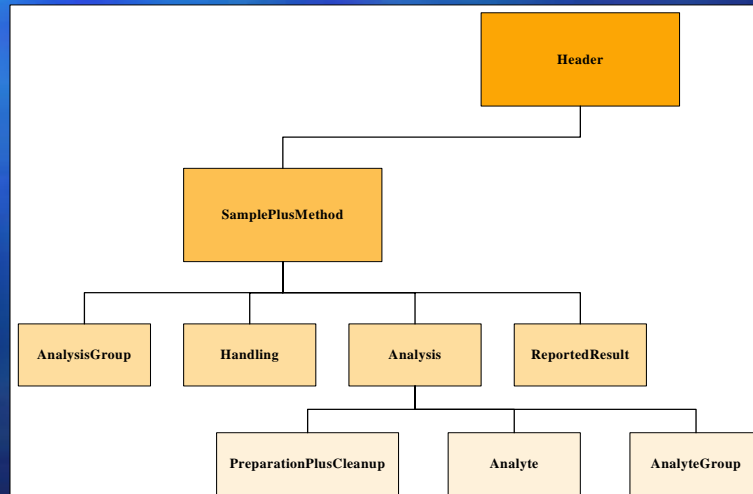 Header
SamplePlusMethod
AnalysisGroup
Handling
Analysis
ReportedResult
PreparationPlusCleanup
Analyte
AnalyteGroup